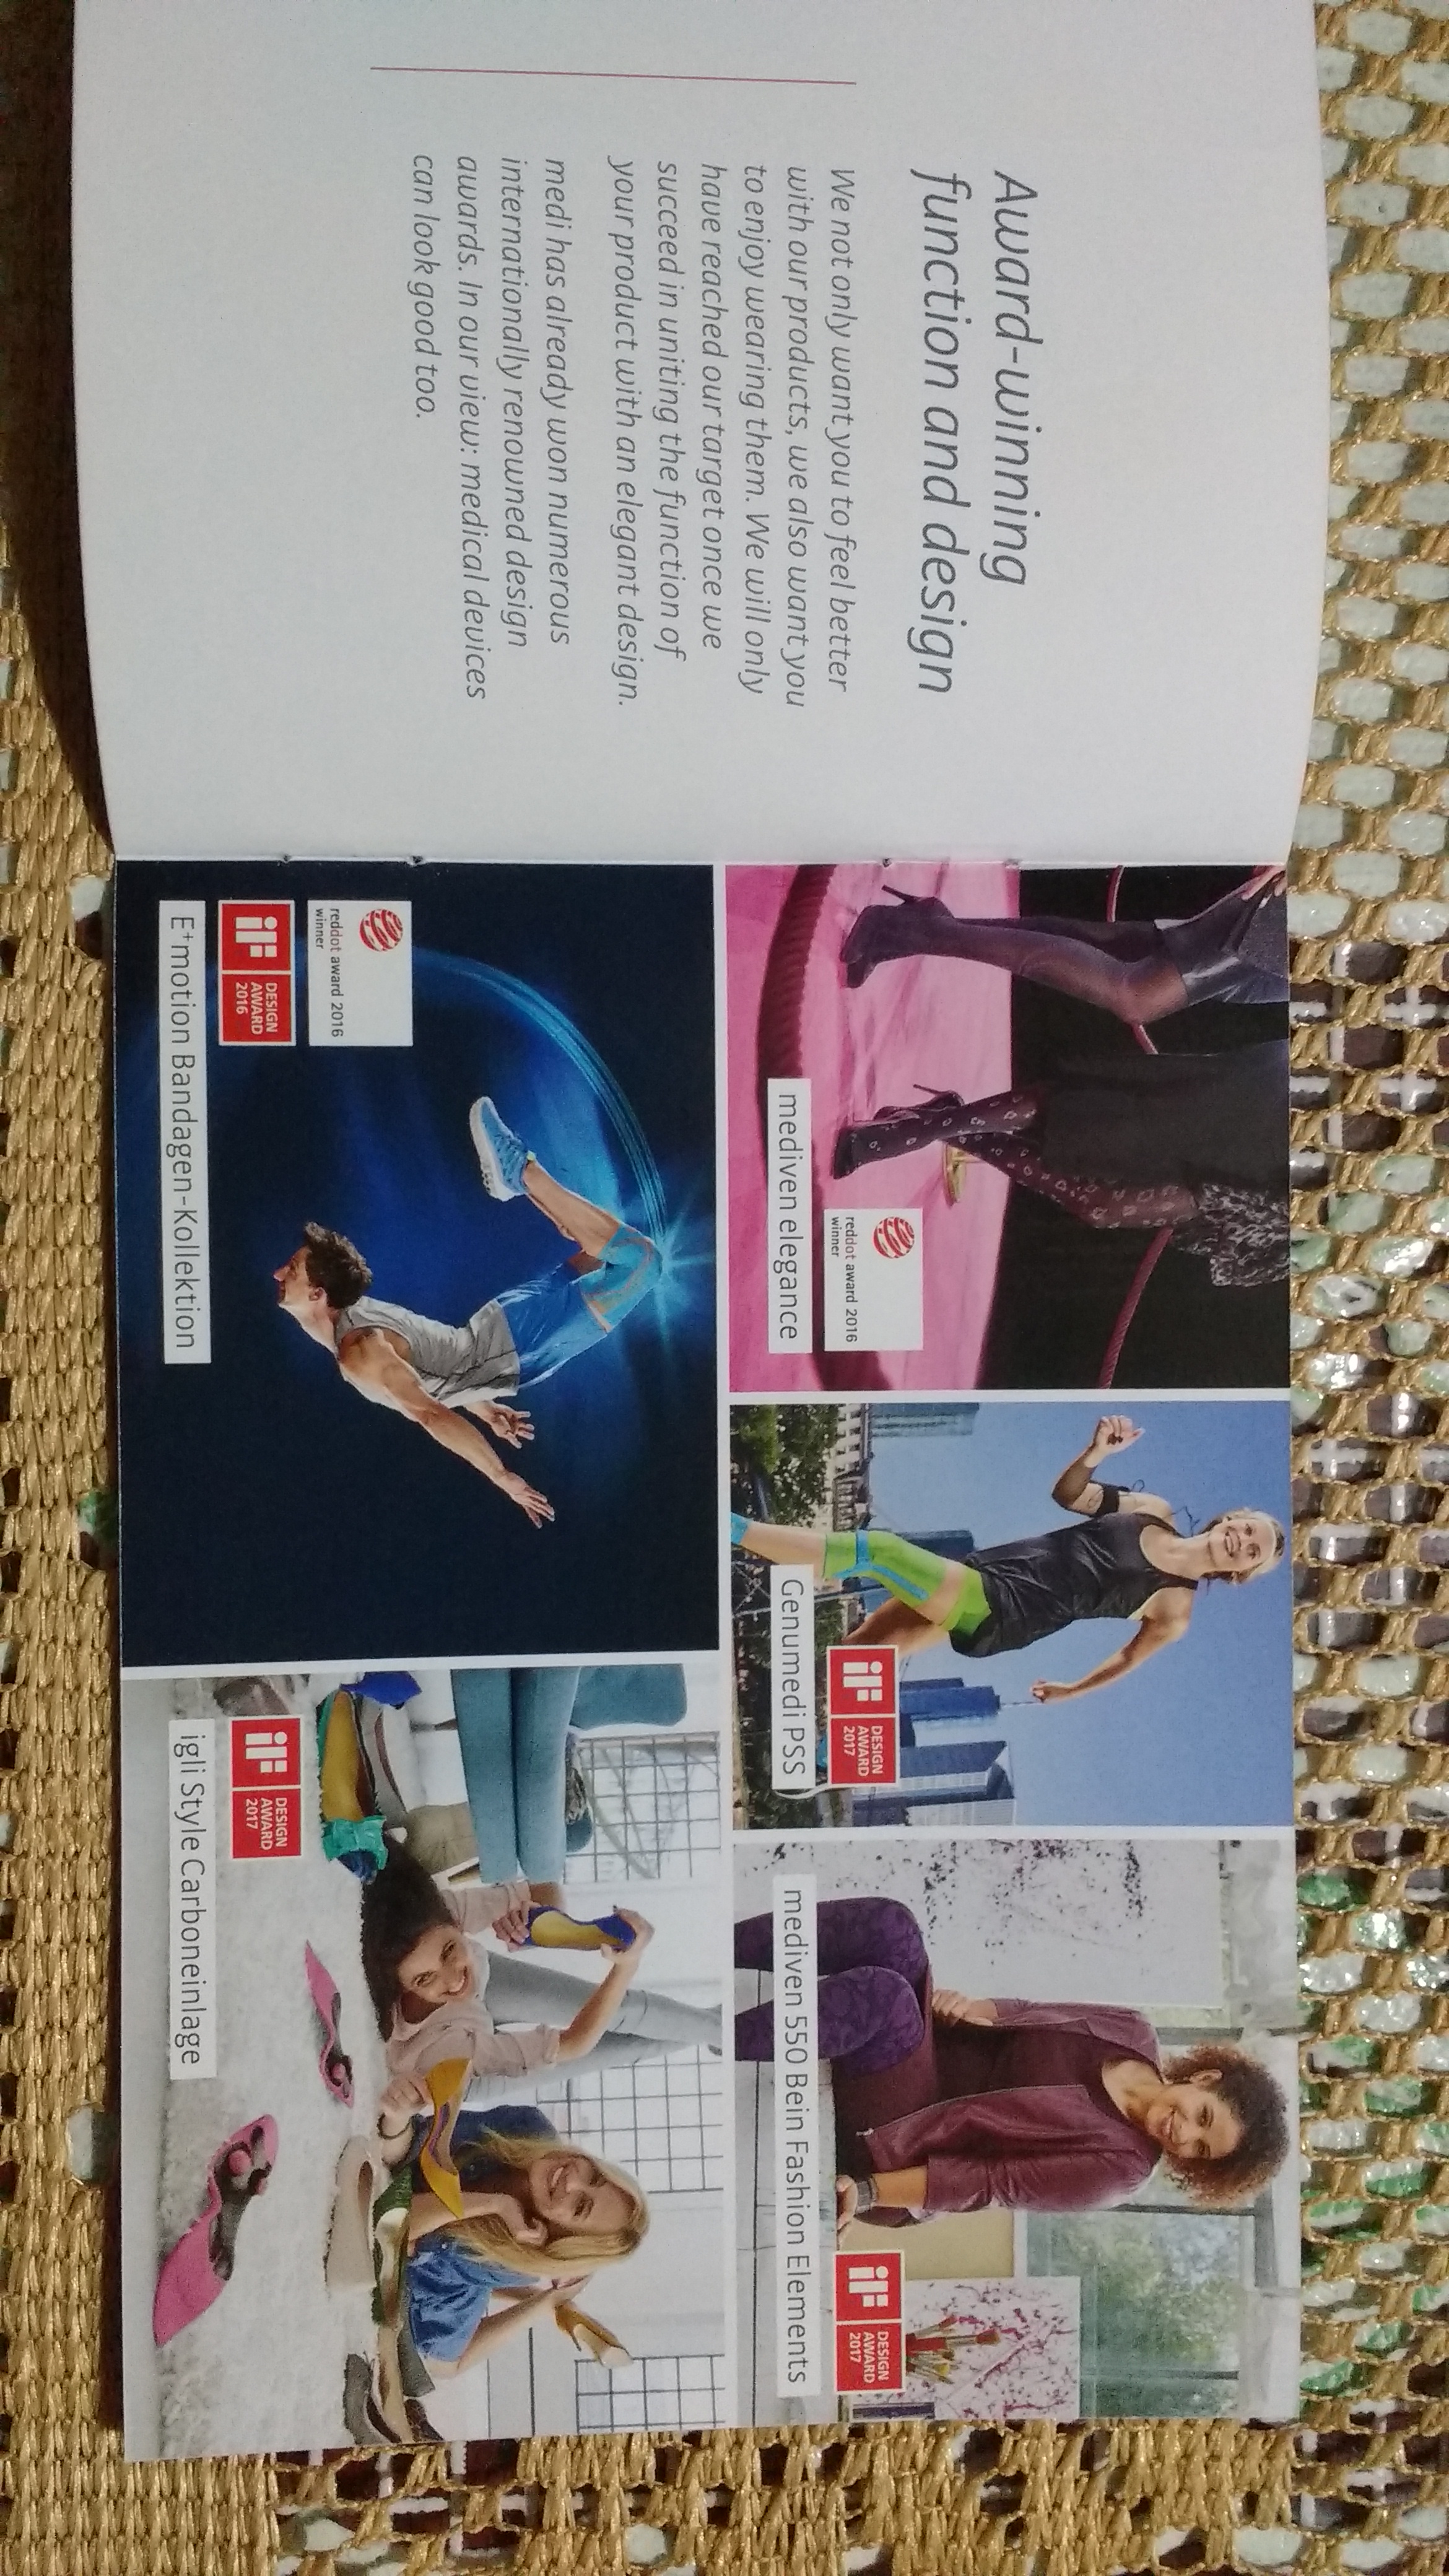 Award-winning
function and design
We not only want you to feel better
with our products, we also want you
to enjoy wearing them. We will only
have reached our target once we
succeed in uniting the function of
your product with an elegant design.
medi has already won numerous
internationally renowned design
awards. In our view: medical devices
can look good too.
reddot award 2016
winner
mediven elegance
iF
DESIGN
AWARD
2017
Genumedi PSS
iF
DESIGN
AWARD
2017
mediven 550 Bein Fashion Elements
reddot award 2016
winner
iF
DESIGN
AWARD
2016
E⁺motion Bandagen-Kollektion
iF
DESIGN
AWARD
2017
igli Style Carboneinlage